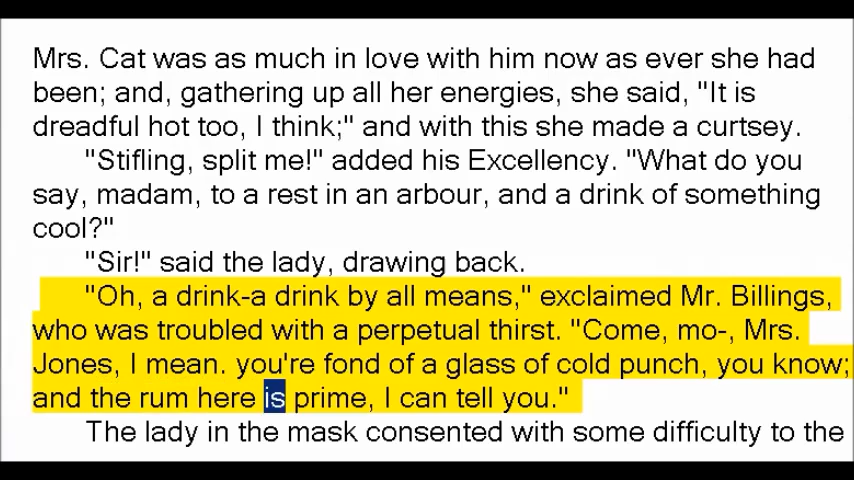 Mrs. Cat was as much in love with him now as ever she had
been; and, gathering up all her energies, she said, "It is
dreadful hot too, I think;" and with this she made a curtsey.
"Stifling, split me!" added his Excellency. "What do you
say, madam, to a rest in an arbour, and a drink of something
cool?"
"Sir!" said the lady, drawing back.
"Oh, a drink-a drink by all means," exclaimed Mr. Billings,
who was troubled with a perpetual thirst. "Come, mo-, Mrs.
Jones, I mean. you're fond of a glass of cold punch, you know;
and the rum here is prime, I can tell you."
The lady in the mask consented with some difficulty to the